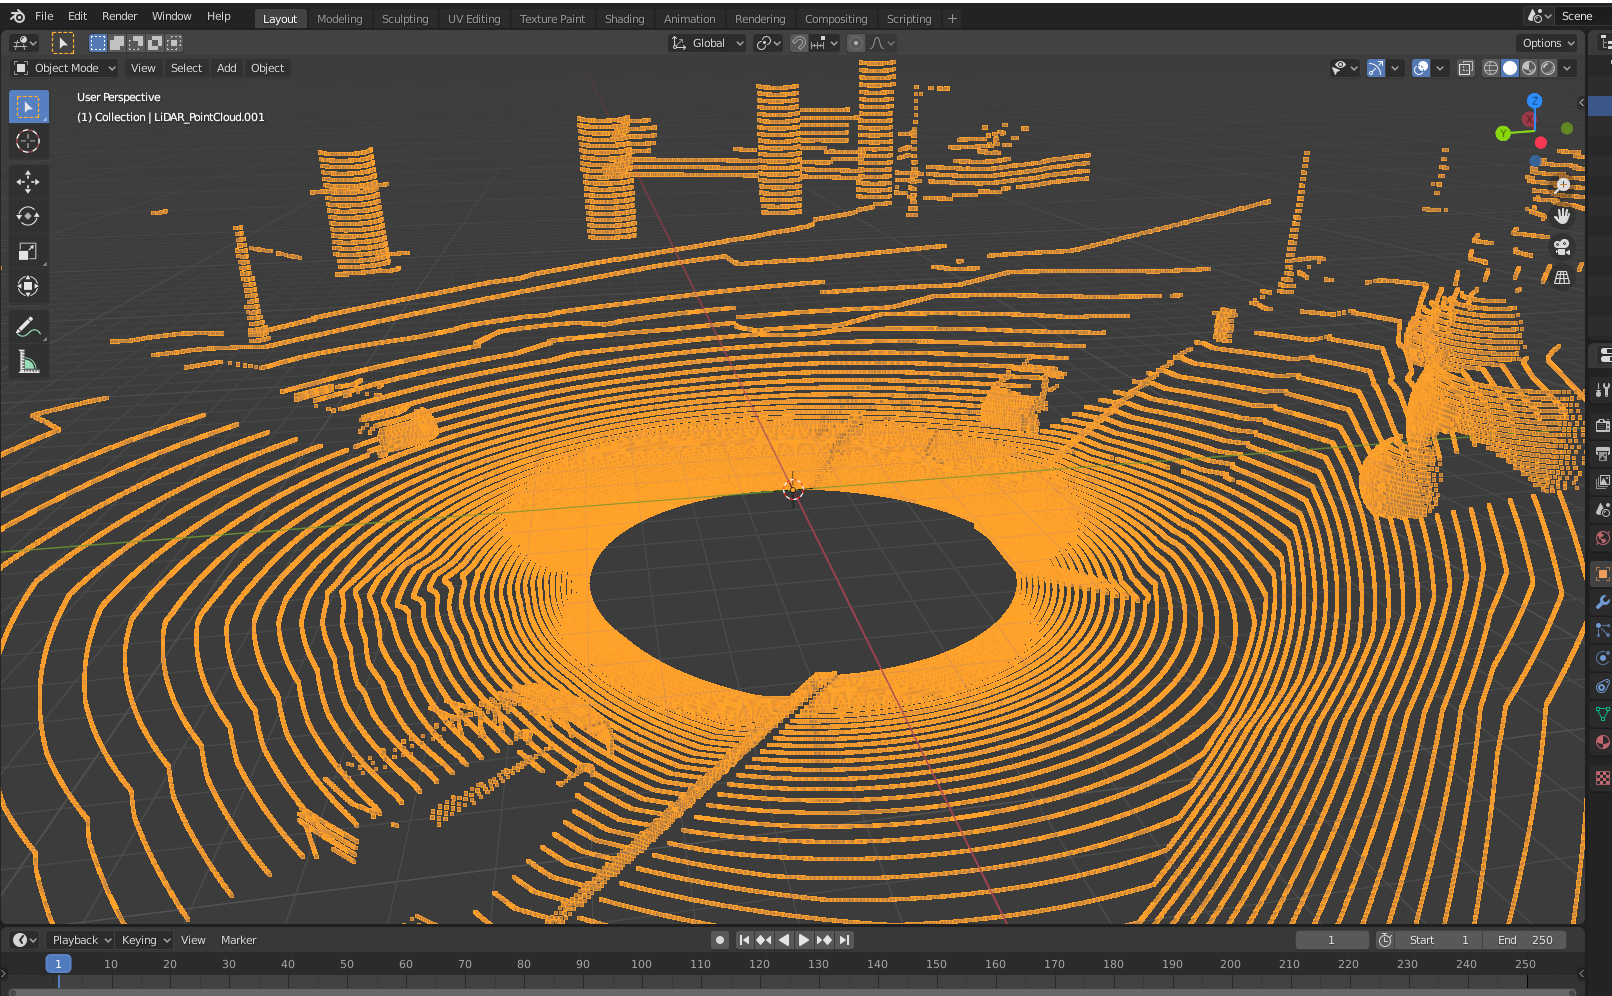 File Edit Render Window Help Layout Modeling Sculpting UV Editing Texture Paint Shading Animation Rendering Compositing Scripting + Scene
Global Options
Object Mode View Select Add Object
User Perspective
(1) Collection | LiDAR_PointCloud.001
Z
X
Y
Playback Keying View Marker 1 Start 1 End 250
1 10 20 30 40 50 60 70 80 90 100 110 120 130 140 150 160 170 180 190 200 210 220 230 240 250